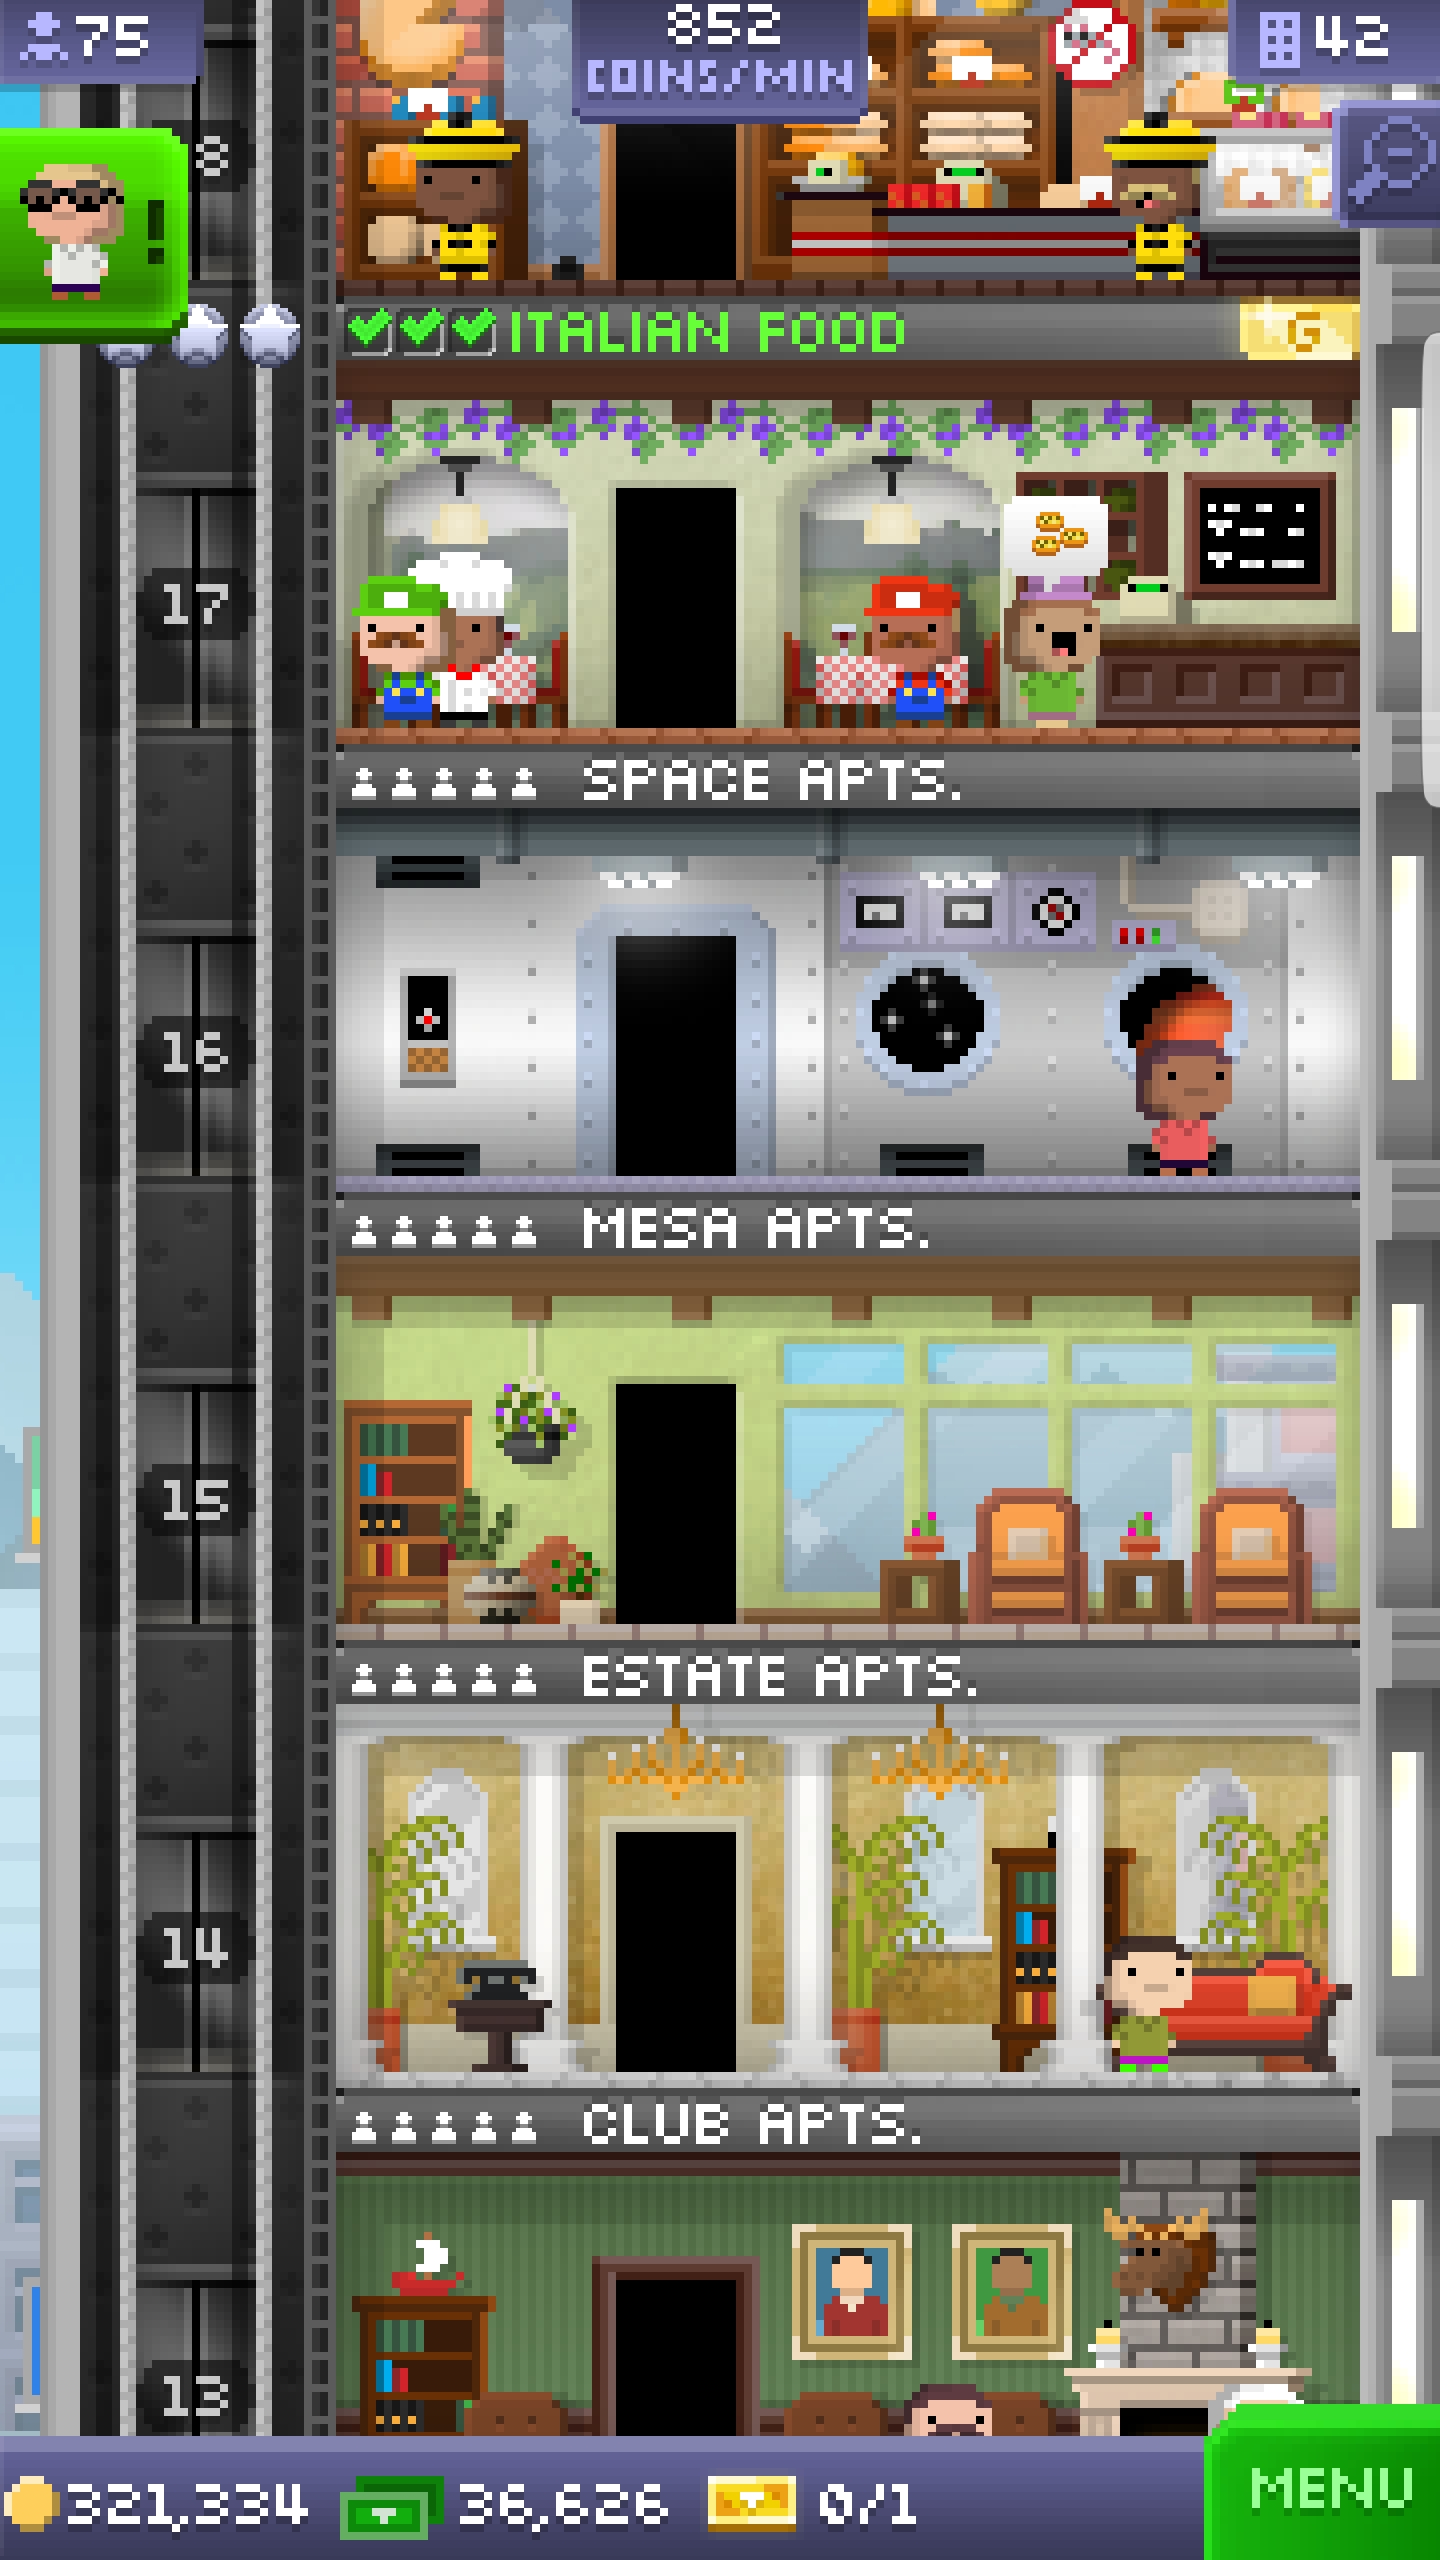 75
852
COINS/MIN
42
8
!
ITALIAN FOOD
G
17
SPACE APTS.
16
MESA APTS.
15
ESTATE APTS.
14
CLUB APTS.
13
321,334
36,626
0/1
MENU